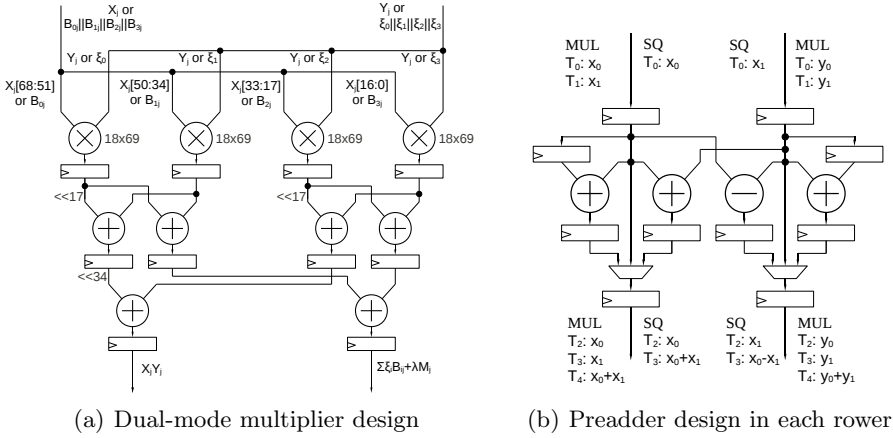 Xⱼ or
B₀ⱼ||B₁ⱼ||B₂ⱼ||B₃ⱼ
Yⱼ or
ξ₀||ξ₁||ξ₂||ξ₃
Yⱼ or ξ₀
Yⱼ or ξ₁
Yⱼ or ξ₂
Yⱼ or ξ₃
Xⱼ[68:51]
or B₀ⱼ
Xⱼ[50:34]
or B₁ⱼ
Xⱼ[33:17]
or B₂ⱼ
Xⱼ[16:0]
or B₃ⱼ
18x69
18x69
18x69
18x69
<<17
<<17
<<34
XⱼYⱼ
ΣξᵢBᵢⱼ+λMⱼ
(a) Dual-mode multiplier design
MUL
T₀: x₀
T₁: x₁
SQ
T₀: x₀
SQ
T₀: x₁
MUL
T₀: y₀
T₁: y₁
MUL
T₂: x₀
T₃: x₁
T₄: x₀+x₁
SQ
T₂: x₀
T₃: x₀+x₁
SQ
T₂: x₁
T₃: x₀-x₁
MUL
T₂: y₀
T₃: y₁
T₄: y₀+y₁
(b) Preadder design in each rower